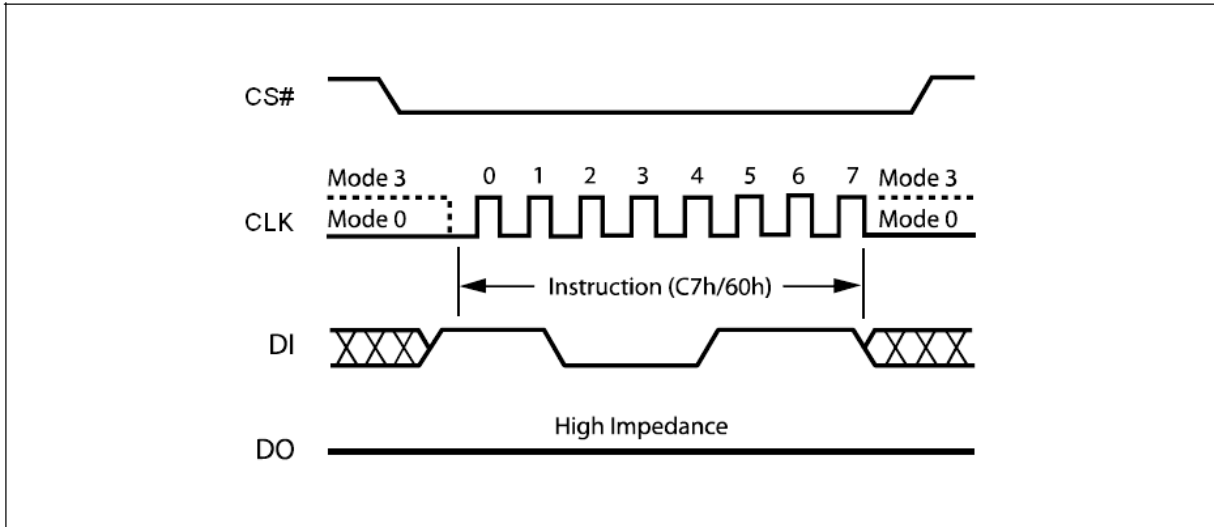 CS#
Mode 3 0 1 2 3 4 5 6 7 Mode 3
CLK Mode 0 Mode 0
Instruction (C7h/60h)
DI
High Impedance
DO